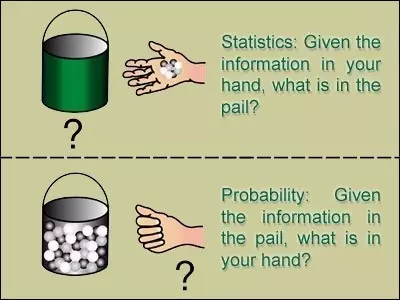 Statistics: Given the
information in your
hand, what is in the
pail?
?
Probability: Given
the information in
the pail, what is in
your hand?
?